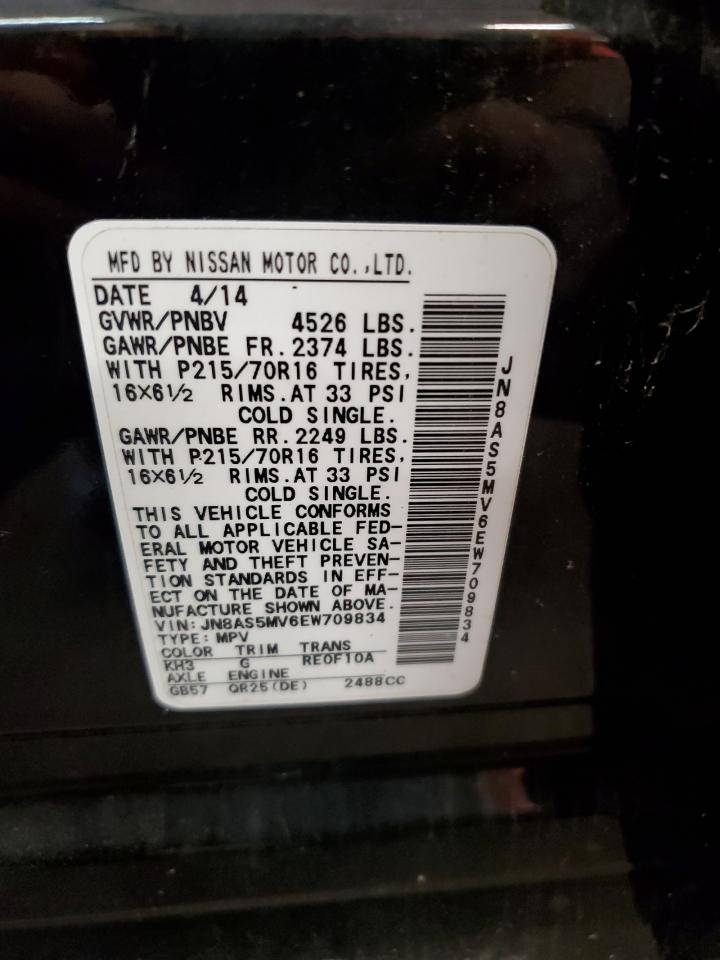 MFD BY NISSAN MOTOR CO.,LTD.
DATE 4/14
GVWR/PNBV 4526 LBS.
GAWR/PNBE FR. 2374 LBS.
WITH P215/70R16 TIRES,
16X6½ RIMS.AT 33 PSI
COLD SINGLE.
GAWR/PNBE RR. 2249 LBS.
WITH P215/70R16 TIRES,
16X6½ RIMS.AT 33 PSI
COLD SINGLE.
THIS VEHICLE CONFORMS
TO ALL APPLICABLE FED-
ERAL MOTOR VEHICLE SA-
FETY AND THEFT PREVEN-
TION STANDARDS IN EFF-
ECT ON THE DATE OF MA-
NUFACTURE SHOWN ABOVE.
VIN: JN8AS5MV6EW709834
TYPE: MPV
COLOR TRIM TRANS
KH3 G RE0F10A
AXLE ENGINE
GB57 QR25(DE) 2488CC
JN8AS5MV6EW709834